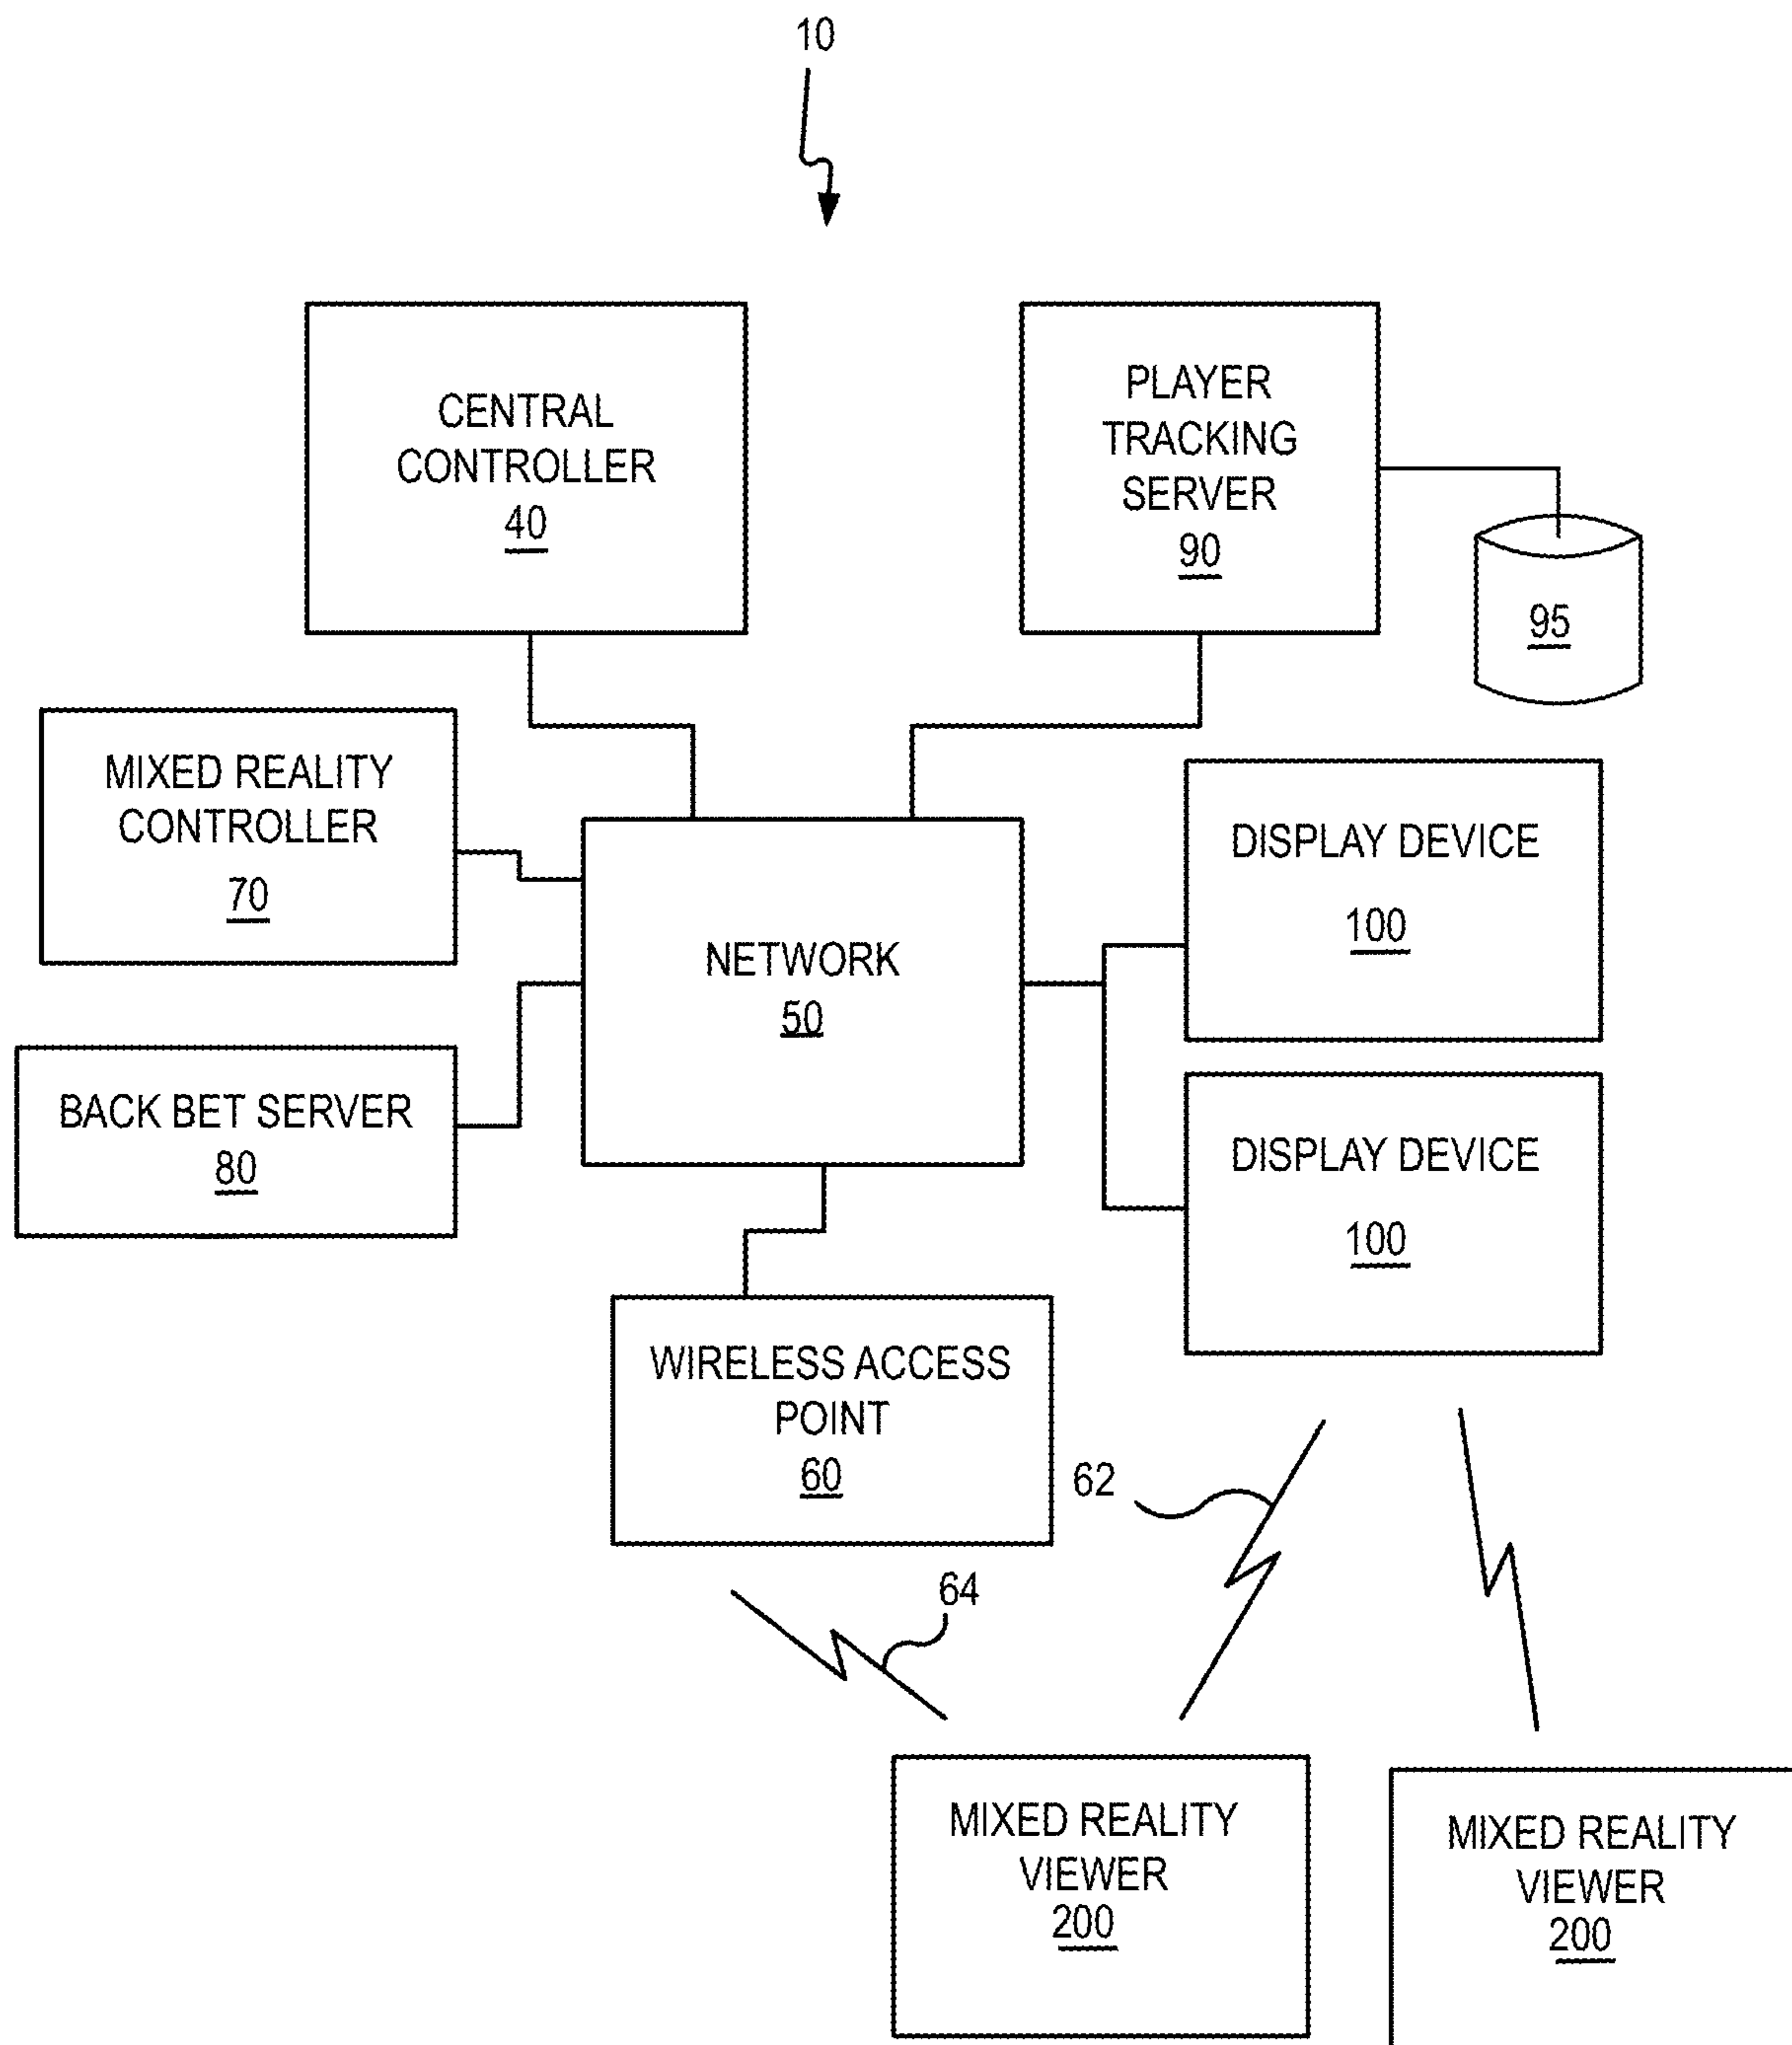 10
CENTRAL
CONTROLLER
40
PLAYER
TRACKING
SERVER
90
95
MIXED REALITY
CONTROLLER
70
DISPLAY DEVICE
100
NETWORK
50
BACK BET SERVER
80
DISPLAY DEVICE
100
WIRELESS ACCESS
POINT
60
62
64
MIXED REALITY
VIEWER
200
MIXED REALITY
VIEWER
200